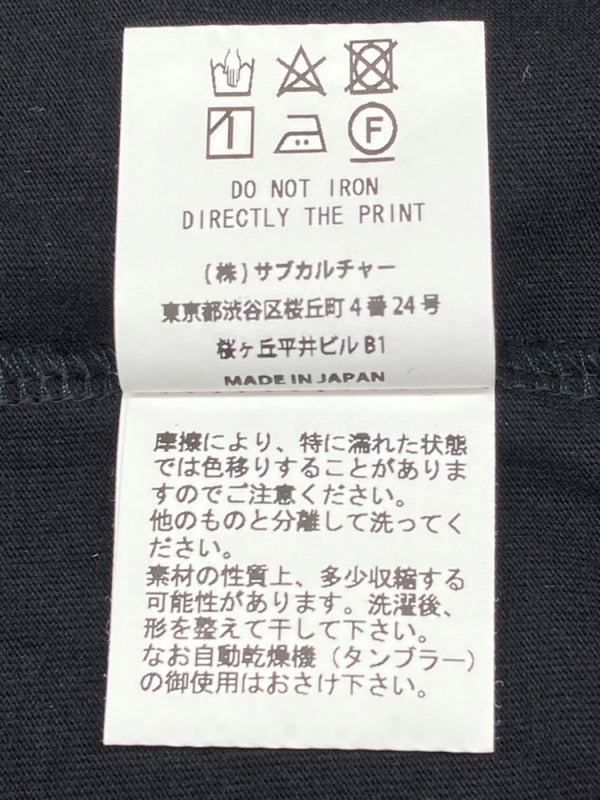 F
DO NOT IRON
DIRECTLY THE PRINT
(株)サブカルチャー
東京都渋谷区桜丘町4番24号
桜ヶ丘平井ビルB1
MADE IN JAPAN
摩擦により、特に濡れた状態
では色移りすることがありま
すのでご注意ください。
他のものと分離して洗ってく
ださい。
素材の性質上、多少収縮する
可能性があります。洗濯後、
形を整えて干して下さい。
なお自動乾燥機（タンブラー）
の御使用はおさけ下さい。